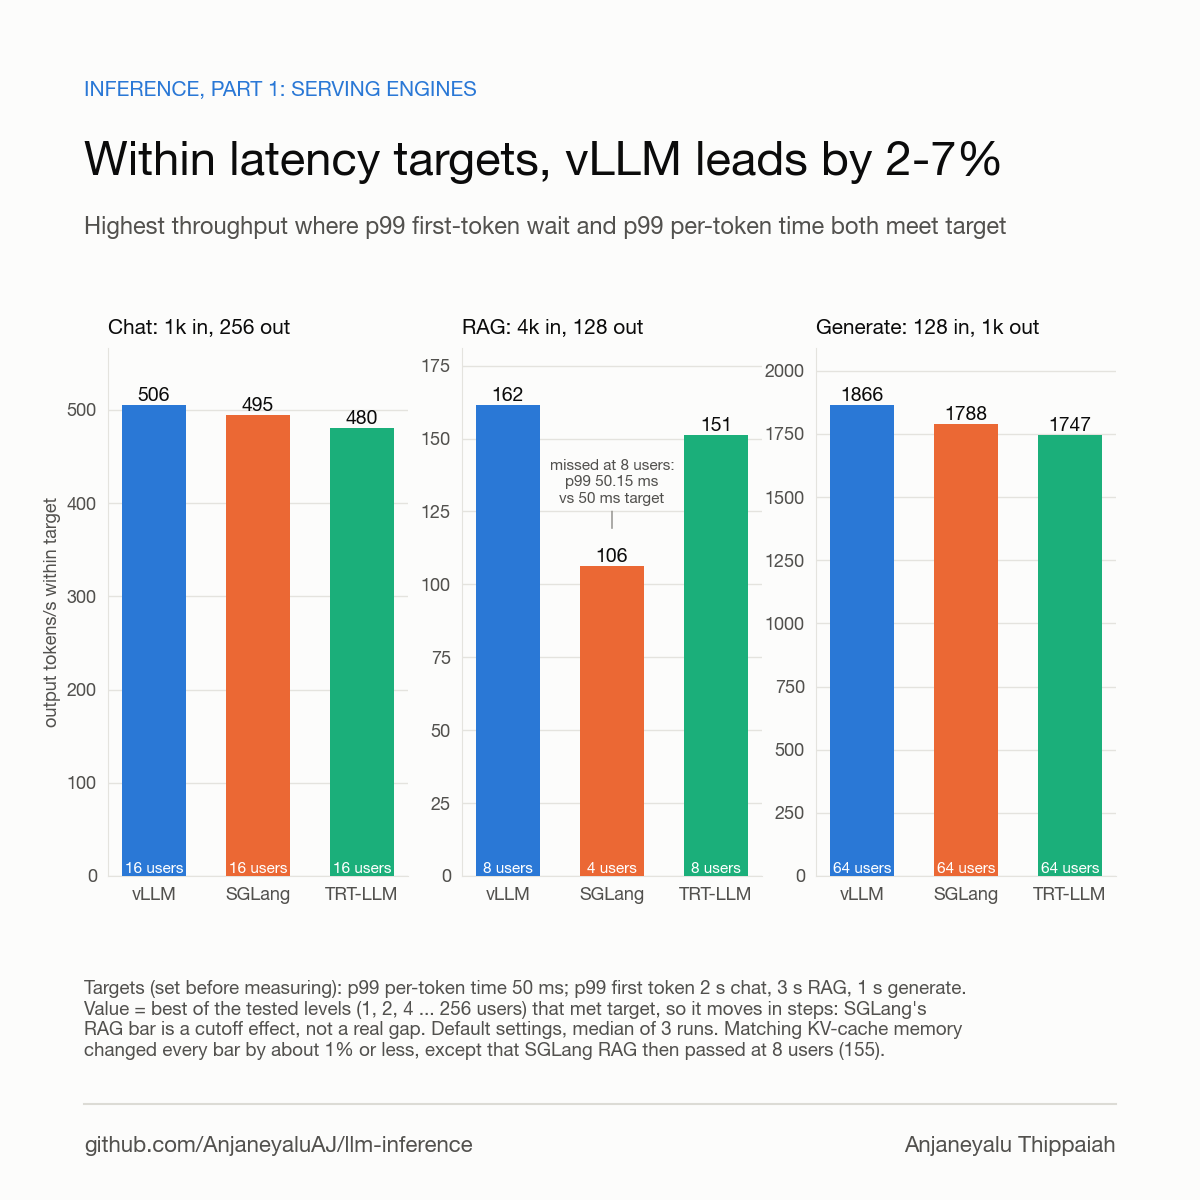 INFERENCE, PART 1: SERVING ENGINES
Within latency targets, vLLM leads by 2-7%
Highest throughput where p99 first-token wait and p99 per-token time both meet target
output tokens/s within target
Chat: 1k in, 256 out
500
400
300
200
100
0
506
495
480
16 users
16 users
16 users
vLLM
SGLang
TRT-LLM
RAG: 4k in, 128 out
175
150
125
100
75
50
25
0
162
missed at 8 users:
p99 50.15 ms
vs 50 ms target
106
151
8 users
4 users
8 users
vLLM
SGLang
TRT-LLM
Generate: 128 in, 1k out
2000
1750
1500
1250
1000
750
500
250
0
1866
1788
1747
64 users
64 users
64 users
vLLM
SGLang
TRT-LLM
Targets (set before measuring): p99 per-token time 50 ms; p99 first token 2 s chat, 3 s RAG, 1 s generate.
Value = best of the tested levels (1, 2, 4 ... 256 users) that met target, so it moves in steps: SGLang's
RAG bar is a cutoff effect, not a real gap. Default settings, median of 3 runs. Matching KV-cache memory
changed every bar by about 1% or less, except that SGLang RAG then passed at 8 users (155).
github.com/AnjaneyaluAJ/llm-inference
Anjaneyalu Thippaiah